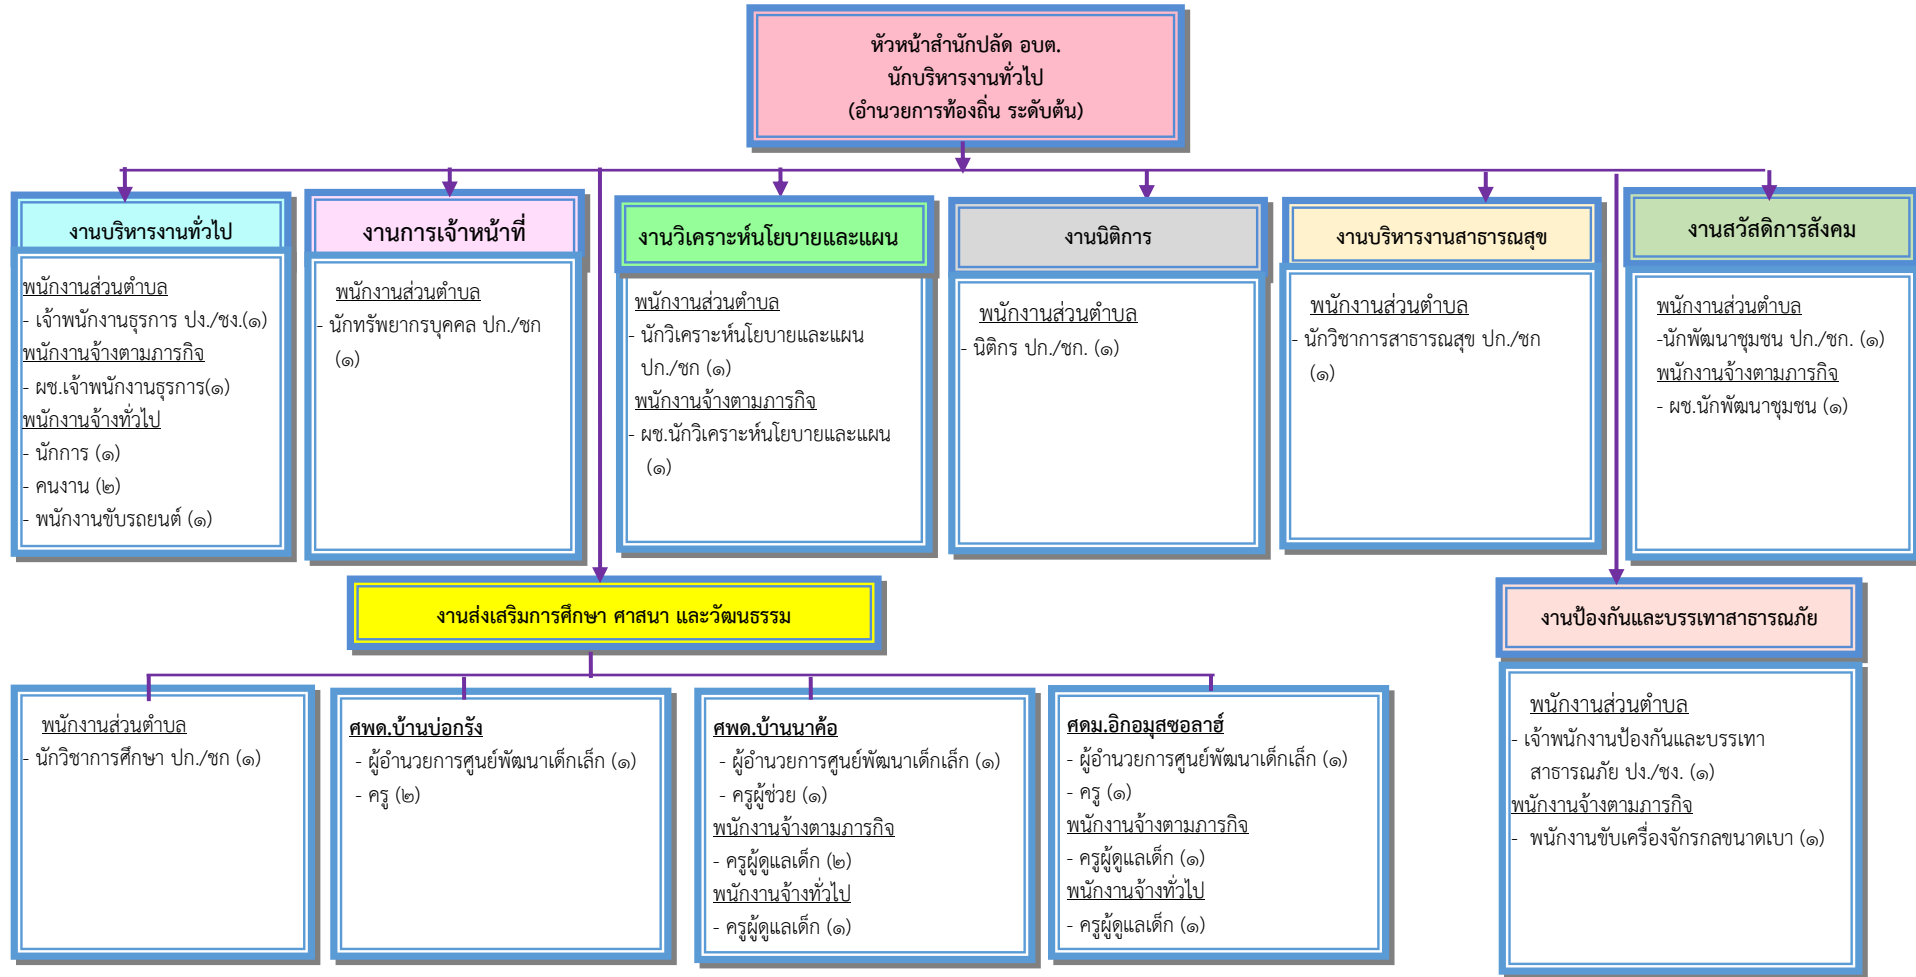 หัวหน้าสำนักปลัด อบต.
นักบริหารงานทั่วไป
(อำนวยการท้องถิ่น ระดับต้น)
งานบริหารงานทั่วไป
พนักงานส่วนตำบล
- เจ้าพนักงานธุรการ ปง./ชง.(๑)
พนักงานจ้างตามภารกิจ
- ผช.เจ้าพนักงานธุรการ(๑)
พนักงานจ้างทั่วไป
- นักการ (๑)
- คนงาน (๒)
- พนักงานขับรถยนต์ (๑)
งานการเจ้าหน้าที่
พนักงานส่วนตำบล
- นักทรัพยากรบุคคล ปก./ชก
(๑)
งานวิเคราะห์นโยบายและแผน
พนักงานส่วนตำบล
- นักวิเคราะห์นโยบายและแผน
ปก./ชก (๑)
พนักงานจ้างตามภารกิจ
- ผช.นักวิเคราะห์นโยบายและแผน
(๑)
งานนิติการ
พนักงานส่วนตำบล
- นิติกร ปก./ชก. (๑)
งานบริหารงานสาธารณสุข
พนักงานส่วนตำบล
- นักวิชาการสาธารณสุข ปก./ชก
(๑)
งานสวัสดิการสังคม
พนักงานส่วนตำบล
-นักพัฒนาชุมชน ปก./ชก. (๑)
พนักงานจ้างตามภารกิจ
- ผช.นักพัฒนาชุมชน (๑)
งานส่งเสริมการศึกษา ศาสนา และวัฒนธรรม
พนักงานส่วนตำบล
- นักวิชาการศึกษา ปก./ชก (๑)
ศพด.บ้านบ่อกรัง
- ผู้อำนวยการศูนย์พัฒนาเด็กเล็ก (๑)
- ครู (๒)
ศพด.บ้านนาค้อ
- ผู้อำนวยการศูนย์พัฒนาเด็กเล็ก (๑)
- ครูผู้ช่วย (๑)
พนักงานจ้างตามภารกิจ
- ครูผู้ดูแลเด็ก (๒)
พนักงานจ้างทั่วไป
- ครูผู้ดูแลเด็ก (๑)
ศดม.อิกอมุสซอลาฮ์
- ผู้อำนวยการศูนย์พัฒนาเด็กเล็ก (๑)
- ครู (๑)
พนักงานจ้างตามภารกิจ
- ครูผู้ดูแลเด็ก (๑)
พนักงานจ้างทั่วไป
- ครูผู้ดูแลเด็ก (๑)
งานป้องกันและบรรเทาสาธารณภัย
พนักงานส่วนตำบล
- เจ้าพนักงานป้องกันและบรรเทา
สาธารณภัย ปง./ชง. (๑)
พนักงานจ้างตามภารกิจ
- พนักงานขับเครื่องจักรกลขนาดเบา (๑)